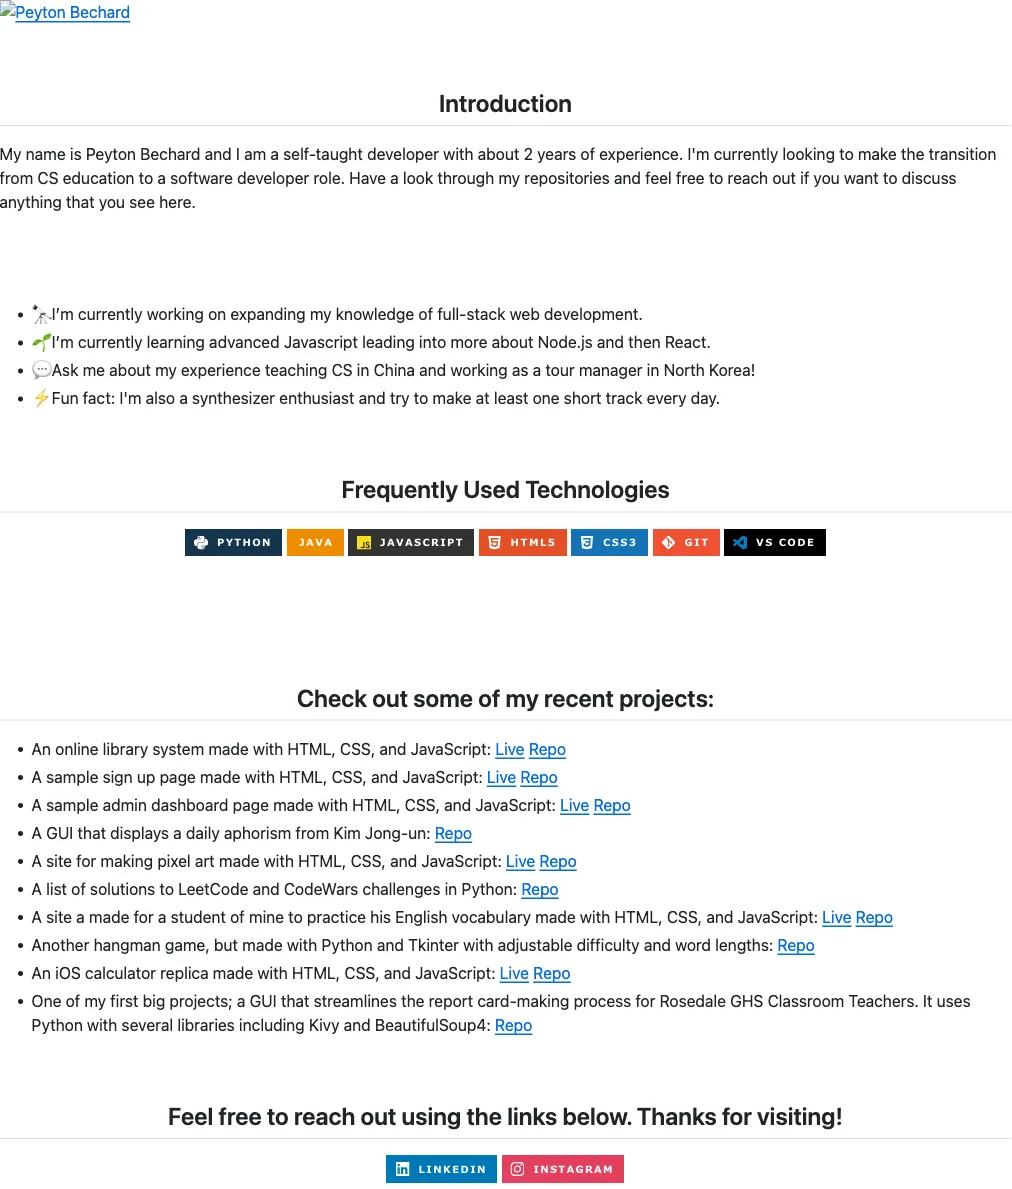 Peyton Bechard
Introduction
My name is Peyton Bechard and I am a self-taught developer with about 2 years of experience. I'm currently looking to make the transition
from CS education to a software developer role. Have a look through my repositories and feel free to reach out if you want to discuss
anything that you see here.
🔭I’m currently working on expanding my knowledge of full-stack web development.
🌱I’m currently learning advanced Javascript leading into more about Node.js and then React.
💬Ask me about my experience teaching CS in China and working as a tour manager in North Korea!
⚡Fun fact: I'm also a synthesizer enthusiast and try to make at least one short track every day.
Frequently Used Technologies
PYTHON JAVA JS JAVASCRIPT HTML5 CSS3 GIT VS CODE
Check out some of my recent projects:
An online library system made with HTML, CSS, and JavaScript: Live Repo
A sample sign up page made with HTML, CSS, and JavaScript: Live Repo
A sample admin dashboard page made with HTML, CSS, and JavaScript: Live Repo
A GUI that displays a daily aphorism from Kim Jong-un: Repo
A site for making pixel art made with HTML, CSS, and JavaScript: Live Repo
A list of solutions to LeetCode and CodeWars challenges in Python: Repo
A site a made for a student of mine to practice his English vocabulary made with HTML, CSS, and JavaScript: Live Repo
Another hangman game, but made with Python and Tkinter with adjustable difficulty and word lengths: Repo
An iOS calculator replica made with HTML, CSS, and JavaScript: Live Repo
One of my first big projects; a GUI that streamlines the report card-making process for Rosedale GHS Classroom Teachers. It uses
Python with several libraries including Kivy and BeautifulSoup4: Repo
Feel free to reach out using the links below. Thanks for visiting!
in LINKEDIN INSTAGRAM